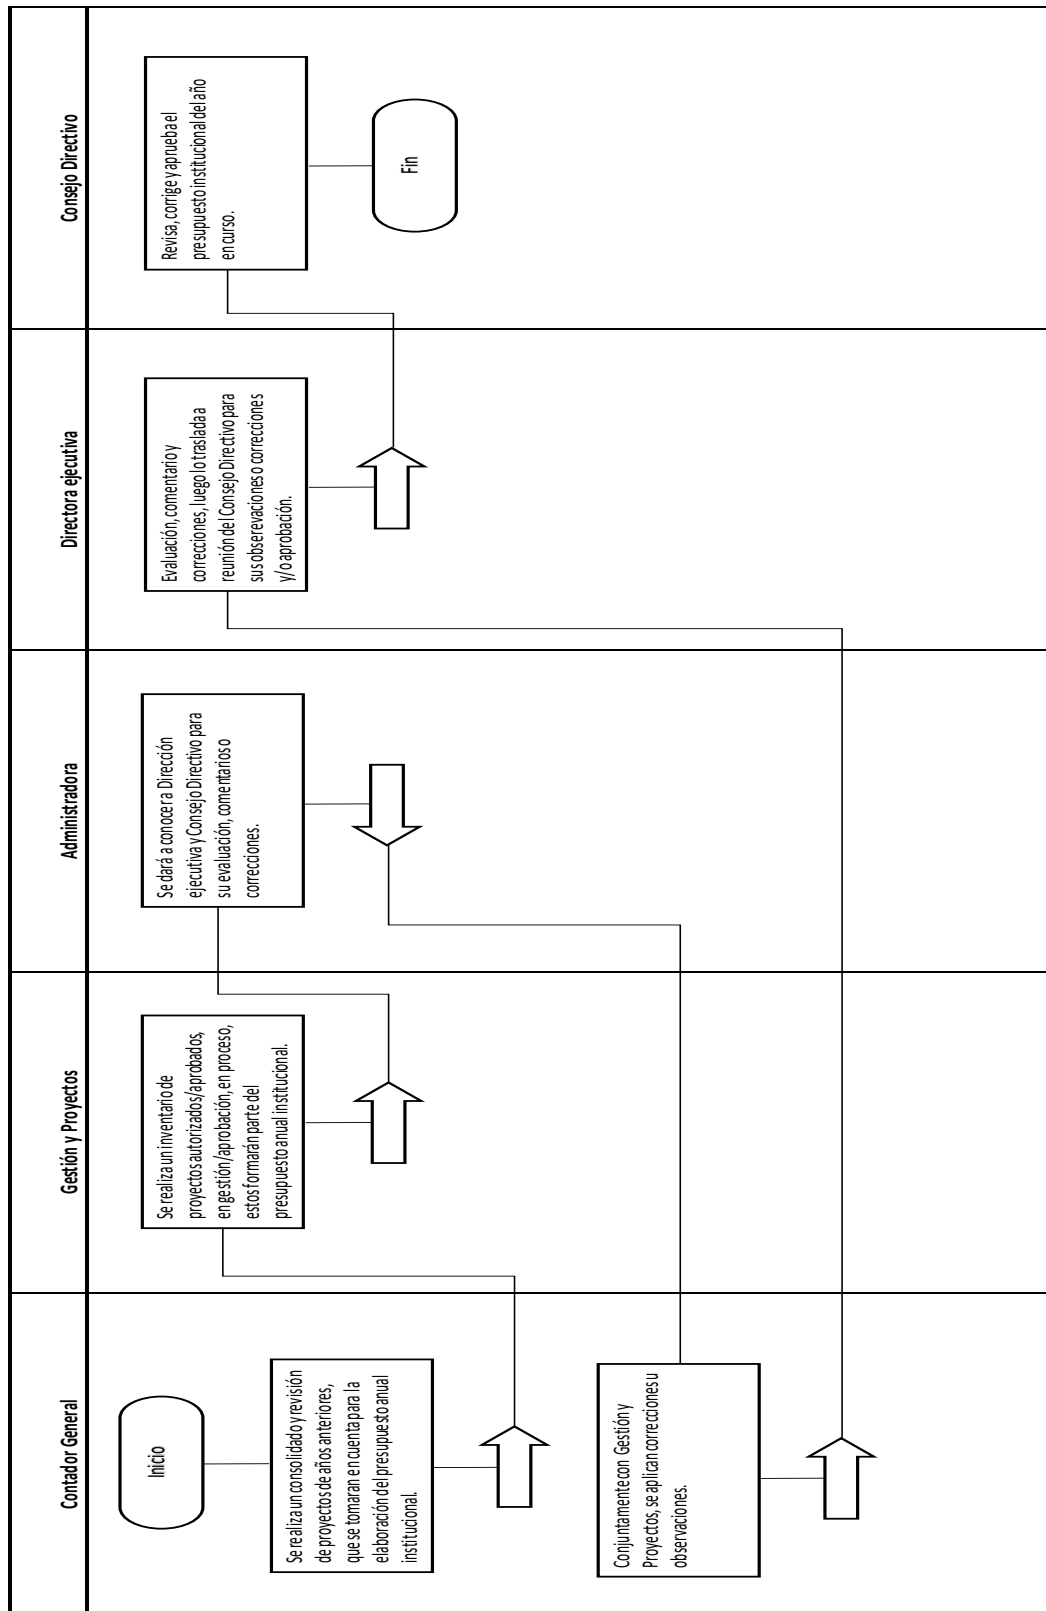 Contador General
Gestión y Proyectos
Administradora
Directora ejecutiva
Consejo Directivo
Inicio
Se realiza un consolidado y revisión
de proyectos de años anteriores,
que se tomaran en cuenta para la
elaboración del presupuesto anual
institucional.
Se realiza un inventario de
proyectos autorizados/aprobados,
en gestión/aprobación, en proceso,
estos formarán parte del
presupuesto anual institucional.
Se dará a conocer a Dirección
ejecutiva y Consejo Directivo para
su evaluación, comentarios o
correcciones.
Conjuntamente con Gestión y
Proyectos, se aplican correcciones u
observaciones.
Evaluación, comentario y
correcciones, luego lo traslada a
reunión del Consejo Directivo para
sus obserevaciones o correcciones
y/o aprobación.
Revisa, corrige y aprueba el
presupuesto institucional del año
en curso.
Fin